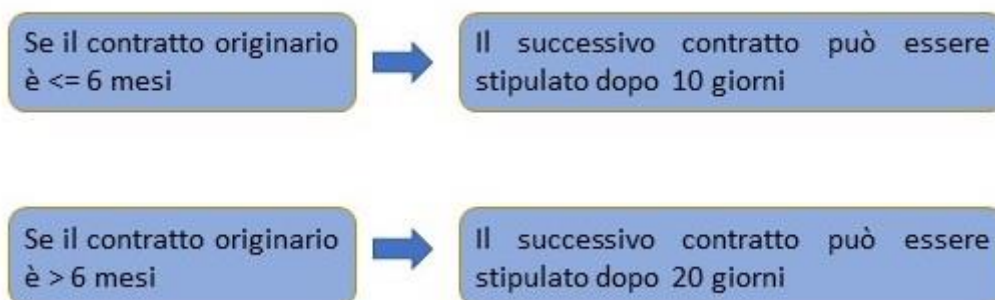 Se il contratto originario
è <= 6 mesi
Il successivo contratto può essere
stipulato dopo 10 giorni
Se il contratto originario
è > 6 mesi
Il successivo contratto può essere
stipulato dopo 20 giorni